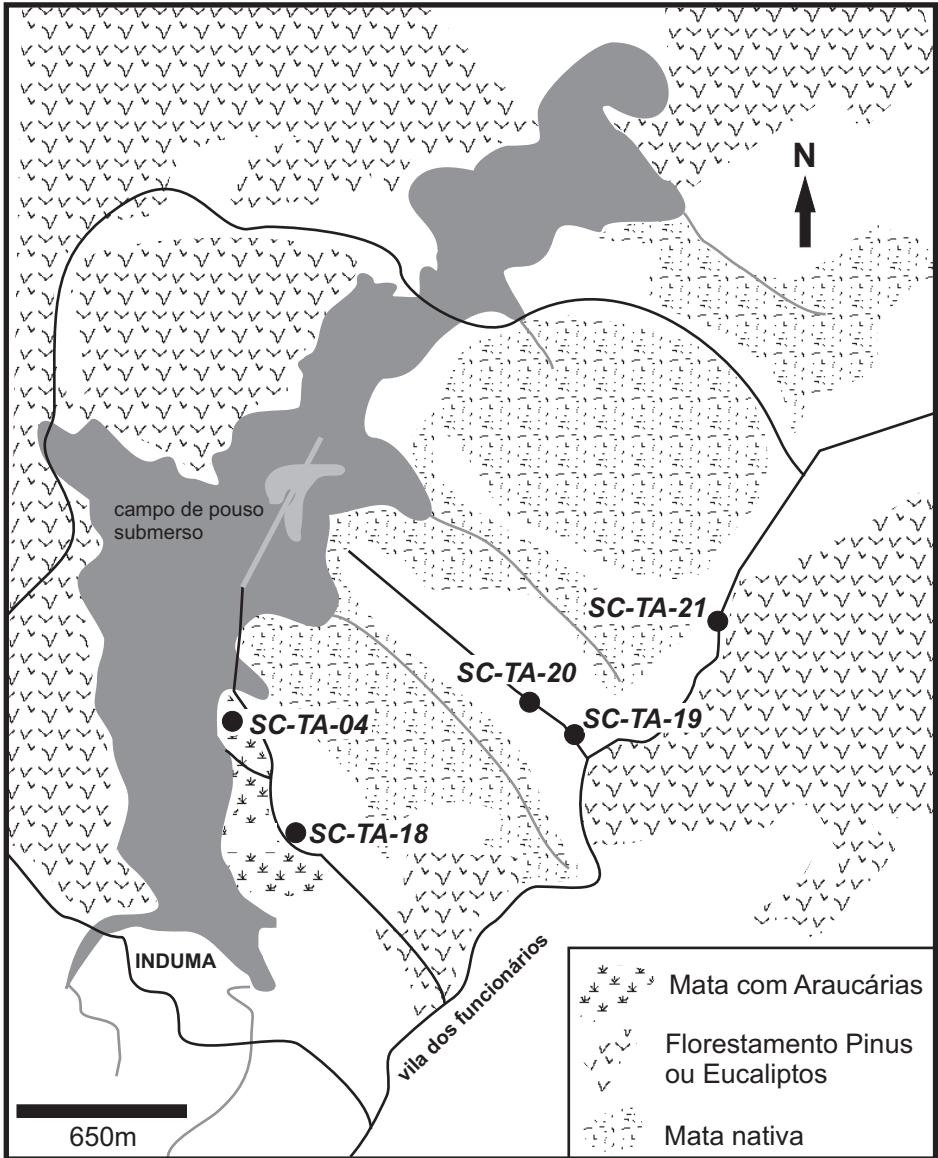 N
campo de pouso
submerso
SC-TA-21
SC-TA-20
SC-TA-19
SC-TA-04
SC-TA-18
INDUMA
vila dos funcionários
Mata com Araucárias
Florestamento Pinus
ou Eucaliptos
Mata nativa
650m